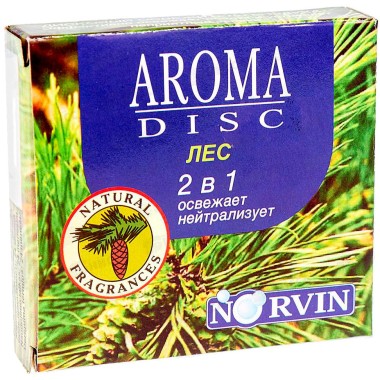 AROMA
DISC
ЛЕС
2 в 1
освежает
нейтрализует
NATURAL
FRAGRANCES
NORVIN